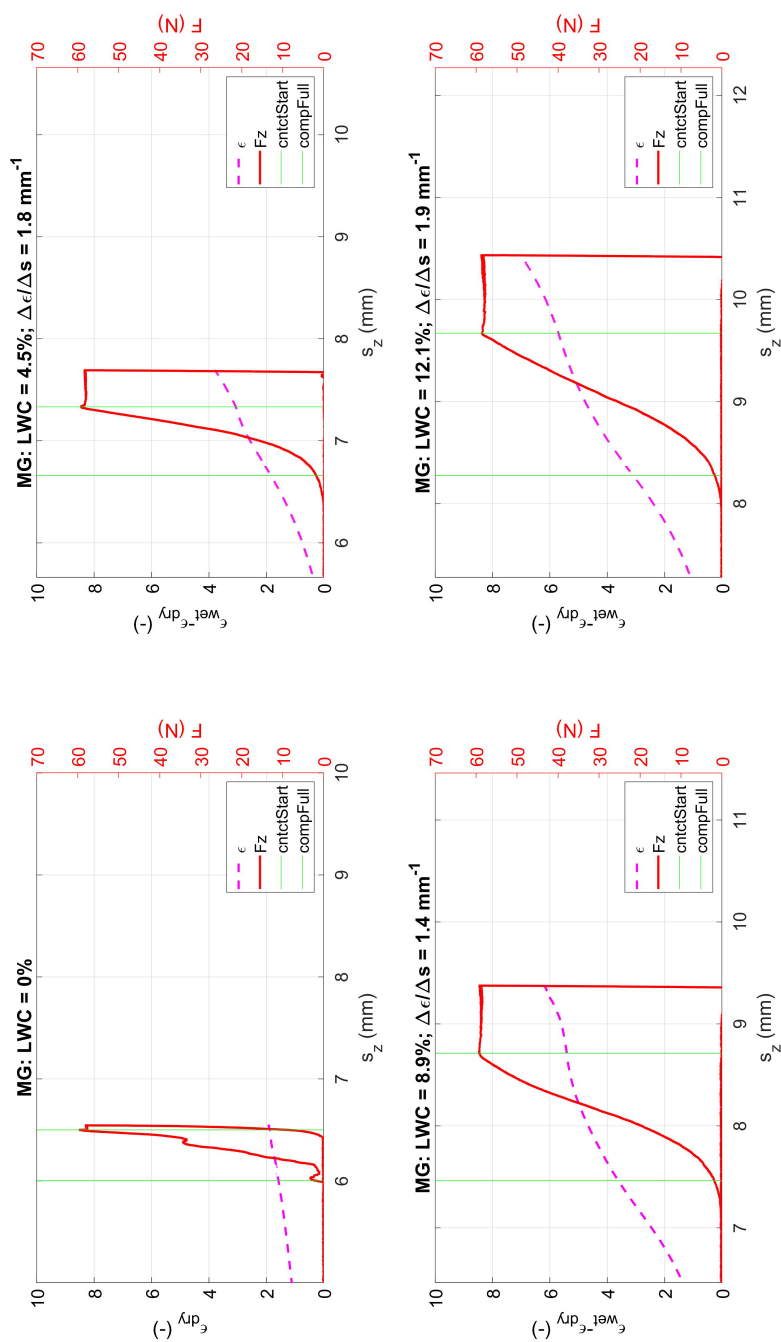 MG: LWC = 0%
ϵdry (-)
10
8
6
4
2
0
F (N)
70
60
50
40
30
20
10
0
ϵ
Fz
cntctStart
compFull
6
7
8
9
10
sz (mm)
MG: LWC = 4.5%; Δϵ/Δs = 1.8 mm-1
ϵwet-ϵdry (-)
10
8
6
4
2
0
F (N)
70
60
50
40
30
20
10
0
ϵ
Fz
cntctStart
compFull
6
7
8
9
10
sz (mm)
MG: LWC = 8.9%; Δϵ/Δs = 1.4 mm-1
ϵwet-ϵdry (-)
10
8
6
4
2
0
F (N)
70
60
50
40
30
20
10
0
ϵ
Fz
cntctStart
compFull
7
8
9
10
11
sz (mm)
MG: LWC = 12.1%; Δϵ/Δs = 1.9 mm-1
ϵwet-ϵdry (-)
10
8
6
4
2
0
F (N)
70
60
50
40
30
20
10
0
ϵ
Fz
cntctStart
compFull
8
9
10
11
12
sz (mm)